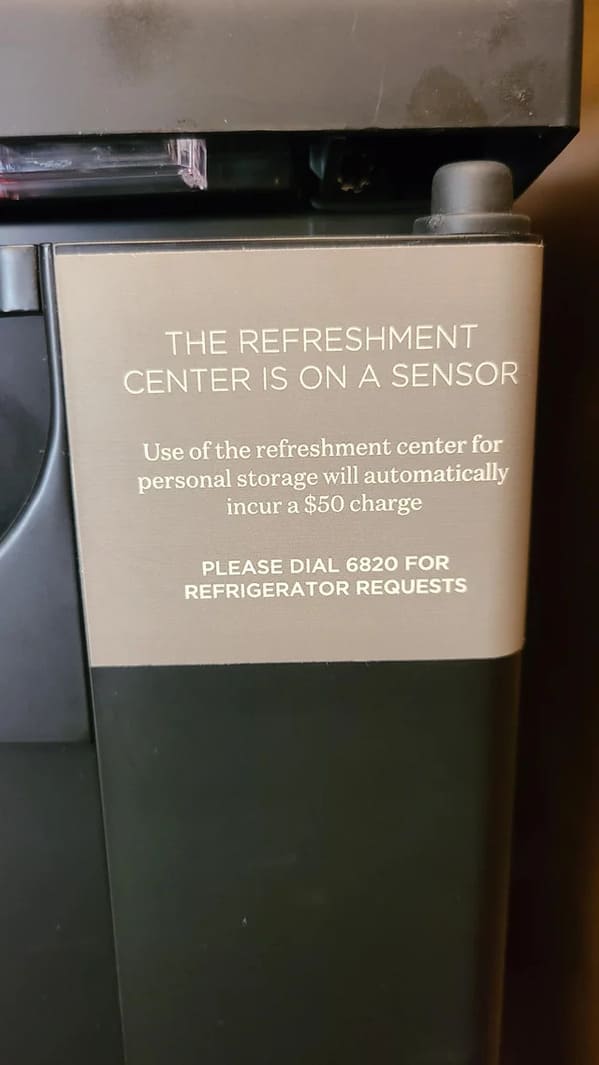 THE REFRESHMENT
CENTER IS ON A SENSOR
Use of the refreshment center for
personal storage will automatically
incur a $50 charge
PLEASE DIAL 6820 FOR
REFRIGERATOR REQUESTS